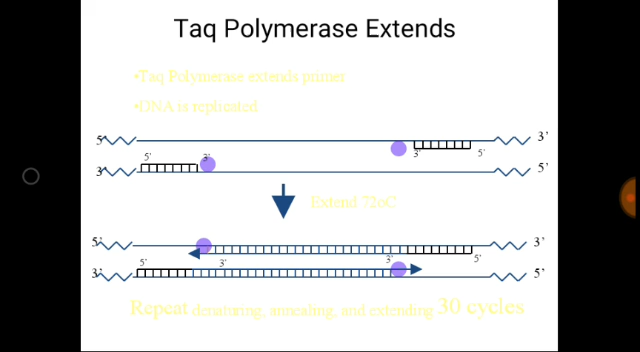 Taq Polymerase Extends
•Taq Polymerase extends primer
•DNA is replicated
5' 3'
3' 5'
5' 3'
3' 5'
Extend 72oC
5' 3'
3' 5'
5' 3'
3' 5'
Repeat denaturing, annealing, and extending 30 cycles